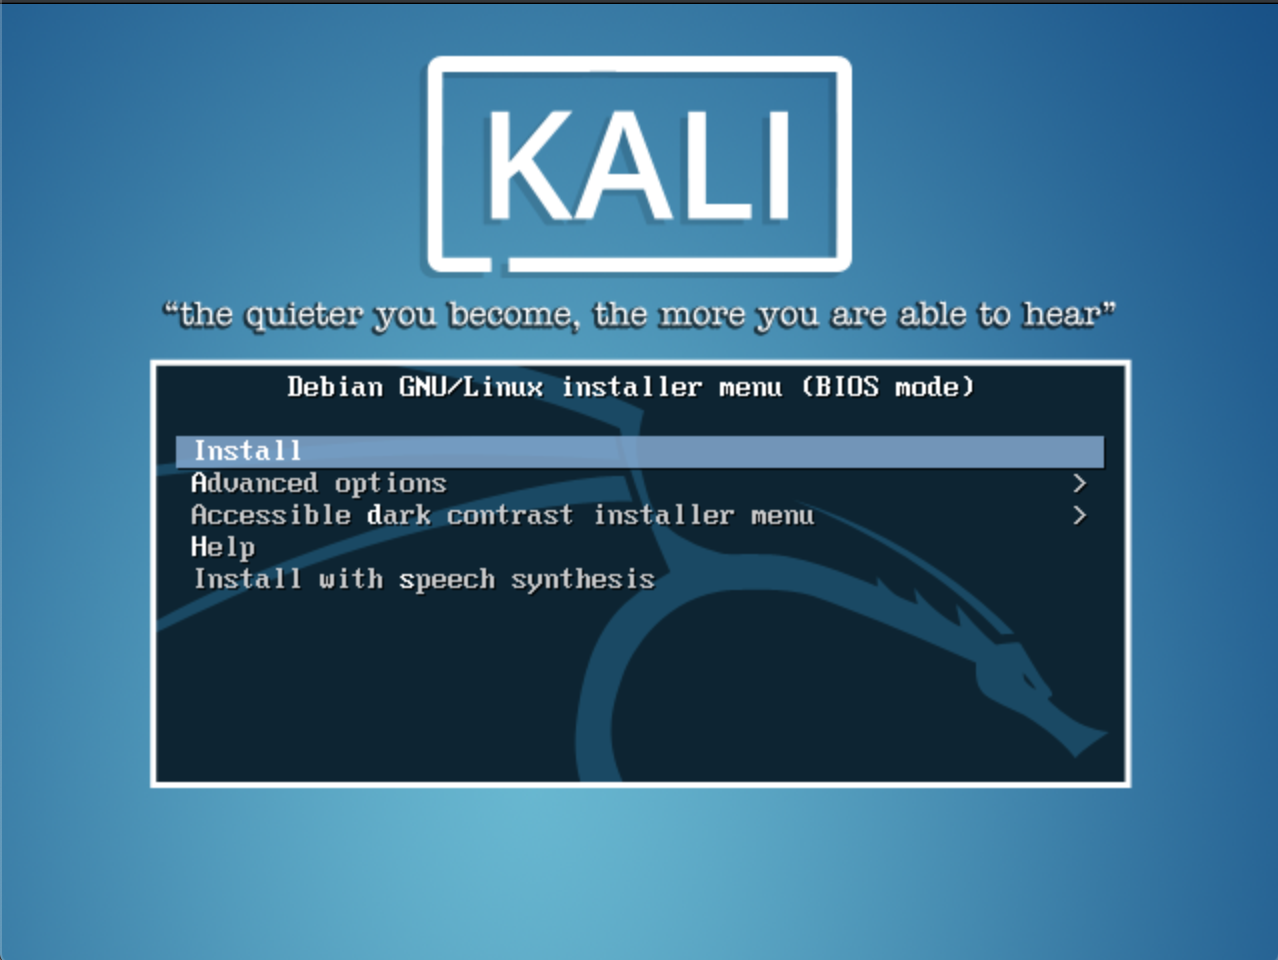 KALI
“the quieter you become, the more you are able to hear”
Debian GNU/Linux installer menu (BIOS mode)
Install
Advanced options >
Accessible dark contrast installer menu >
Help
Install with speech synthesis